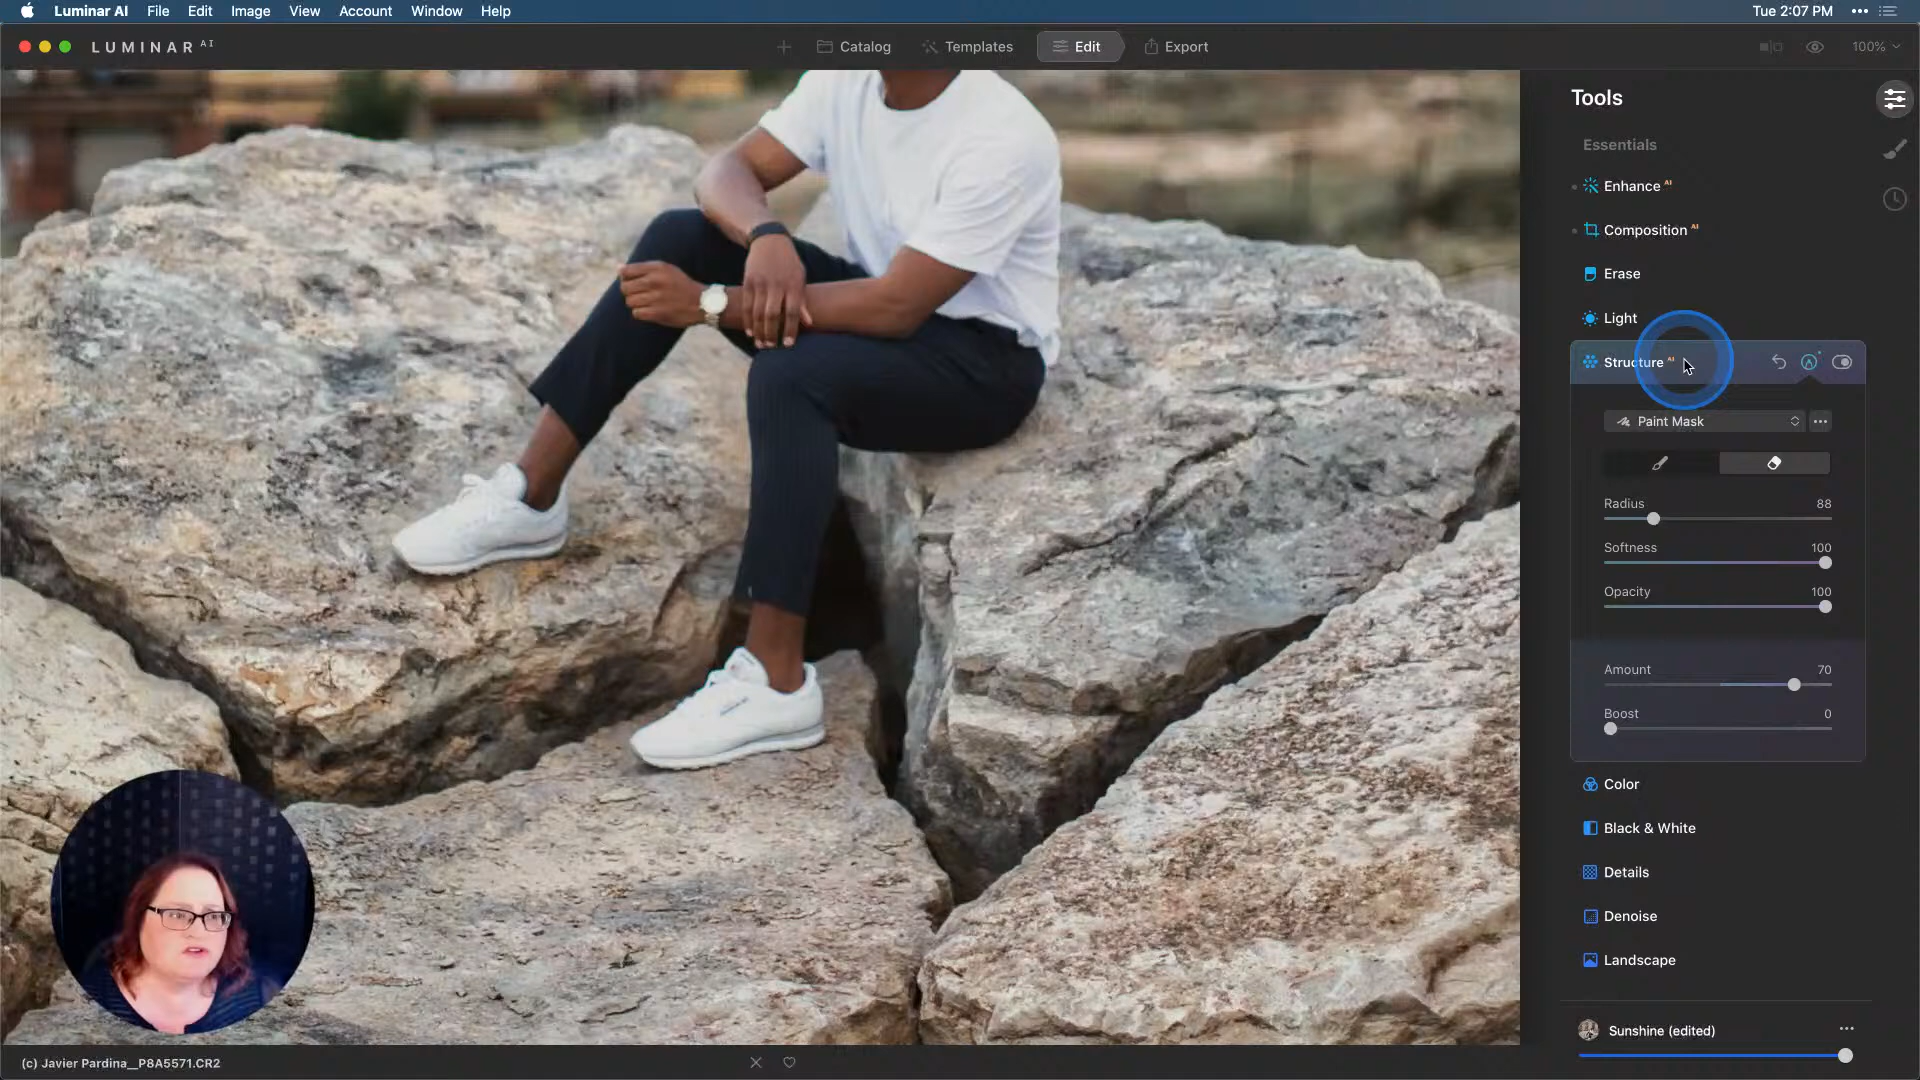 Luminar AI File Edit Image View Account Window Help Tue 2:07 PM
LUMINAR AI Catalog Templates Edit Export 100%
Tools
Essentials
Enhance AI
Composition AI
Erase
Light
Structure AI
Paint Mask
Radius 88
Softness 100
Opacity 100
Amount 70
Boost 0
Color
Black & White
Details
Denoise
Landscape
Sunshine (edited)
(c) Javier Pardina__P8A5571.CR2